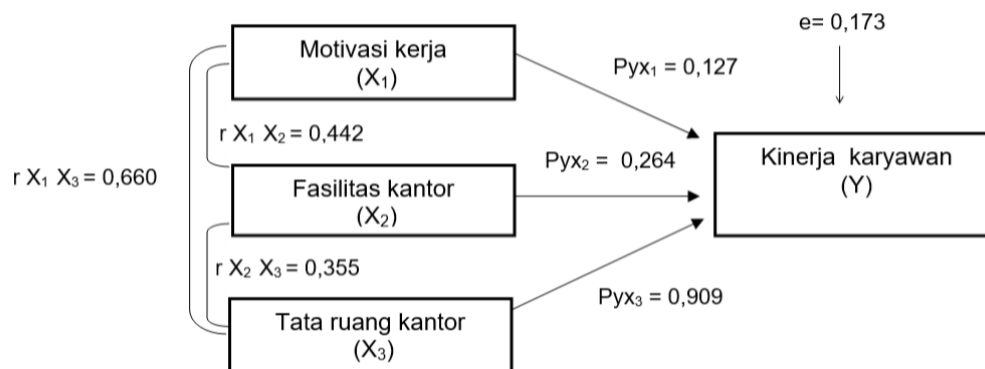 e= 0,173
Motivasi kerja
(X₁)
Pyx₁ = 0,127
r X₁ X₂ = 0,442
Kinerja  karyawan
(Y)
Pyx₂ =  0,264
r X₁ X₃ = 0,660
Fasilitas kantor
(X₂)
r X₂ X₃ = 0,355
Pyx₃ = 0,909
Tata ruang kantor
(X₃)